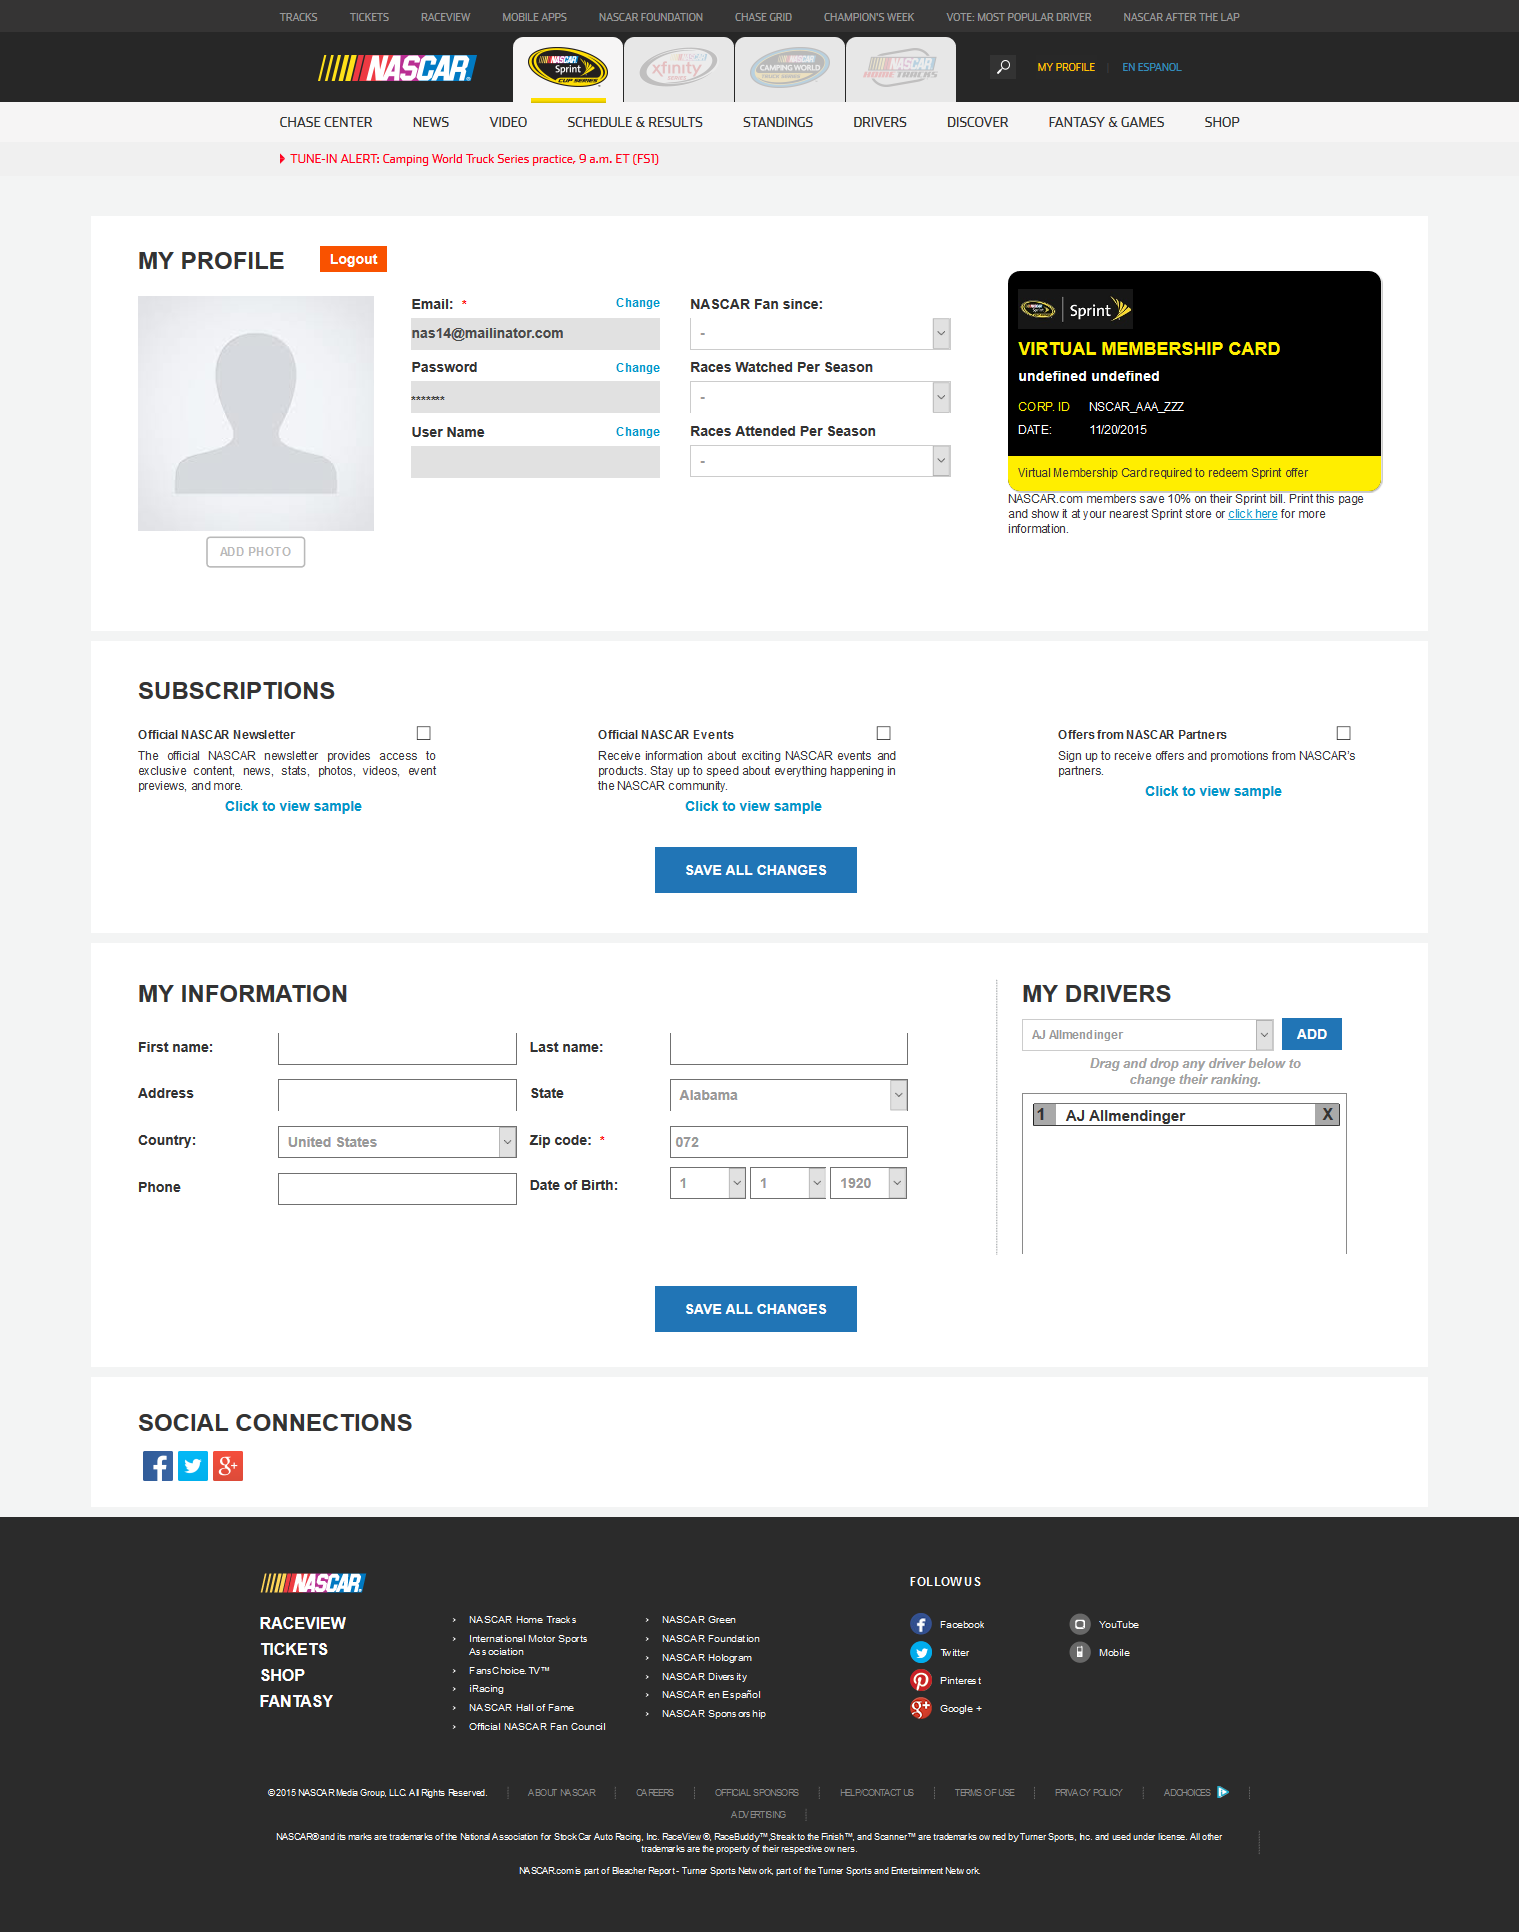 TRACKS TICKETS RACEVIEW MOBILE APPS NASCAR FOUNDATION CHASE GRID CHAMPION'S WEEK VOTE: MOST POPULAR DRIVER NASCAR AFTER THE LAP
NASCAR
NASCAR Sprint CUP SERIES
NASCAR xfinity SERIES
NASCAR CAMPING WORLD TRUCK SERIES
NASCAR HOME TRACKS
MY PROFILE EN ESPANOL
CHASE CENTER NEWS VIDEO SCHEDULE & RESULTS STANDINGS DRIVERS DISCOVER FANTASY & GAMES SHOP
TUNE-IN ALERT: Camping World Truck Series practice, 9 a.m. ET (FS1)
MY PROFILE
Logout
ADD PHOTO
Email: * Change
nas14@mailinator.com
Password Change
*******
User Name Change
NASCAR Fan since:
-
Races Watched Per Season
-
Races Attended Per Season
-
Sprint
VIRTUAL MEMBERSHIP CARD
undefined undefined
CORP. ID NSCAR_AAA_ZZZ
DATE: 11/20/2015
Virtual Membership Card required to redeem Sprint offer
NASCAR.com members save 10% on their Sprint bill. Print this page
and show it at your nearest Sprint store or click here for more
information.
SUBSCRIPTIONS
Official NASCAR Newsletter
The official NASCAR newsletter provides access to
exclusive content, news, stats, photos, videos, event
previews, and more.
Click to view sample
Official NASCAR Events
Receive information about exciting NASCAR events and
products. Stay up to speed about everything happening in
the NASCAR community.
Click to view sample
Offers from NASCAR Partners
Sign up to receive offers and promotions from NASCAR's
partners.
Click to view sample
SAVE ALL CHANGES
MY INFORMATION
First name: Last name:
Address State Alabama
Country: United States Zip code: * 072
Phone Date of Birth: 1 1 1920
MY DRIVERS
AJ Allmendinger ADD
Drag and drop any driver below to
change their ranking.
1 AJ Allmendinger X
SAVE ALL CHANGES
SOCIAL CONNECTIONS
NASCAR
RACEVIEW
TICKETS
SHOP
FANTASY
› NASCAR Home Tracks
› International Motor Sports
Association
› FansChoice.TV™
› iRacing
› NASCAR Hall of Fame
› Official NASCAR Fan Council
› NASCAR Green
› NASCAR Foundation
› NASCAR Hologram
› NASCAR Diversity
› NASCAR en Español
› NASCAR Sponsorship
FOLLOW US
Facebook
Twitter
Pinterest
Google +
YouTube
Mobile
© 2015 NASCAR Media Group, LLC. All Rights Reserved. ABOUT NASCAR CAREERS OFFICIAL SPONSORS HELP/CONTACT US TERMS OF USE PRIVACY POLICY ADCHOICES
ADVERTISING
NASCAR® and its marks are trademarks of the National Association for Stock Car Auto Racing, Inc. RaceView ®, RaceBuddy™,Streak to the Finish™, and Scanner™ are trademarks owned by Turner Sports, Inc. and used under license. All other
trademarks are the property of their respective owners.
NASCAR.com is part of Bleacher Report - Turner Sports Network, part of the Turner Sports and Entertainment Network.